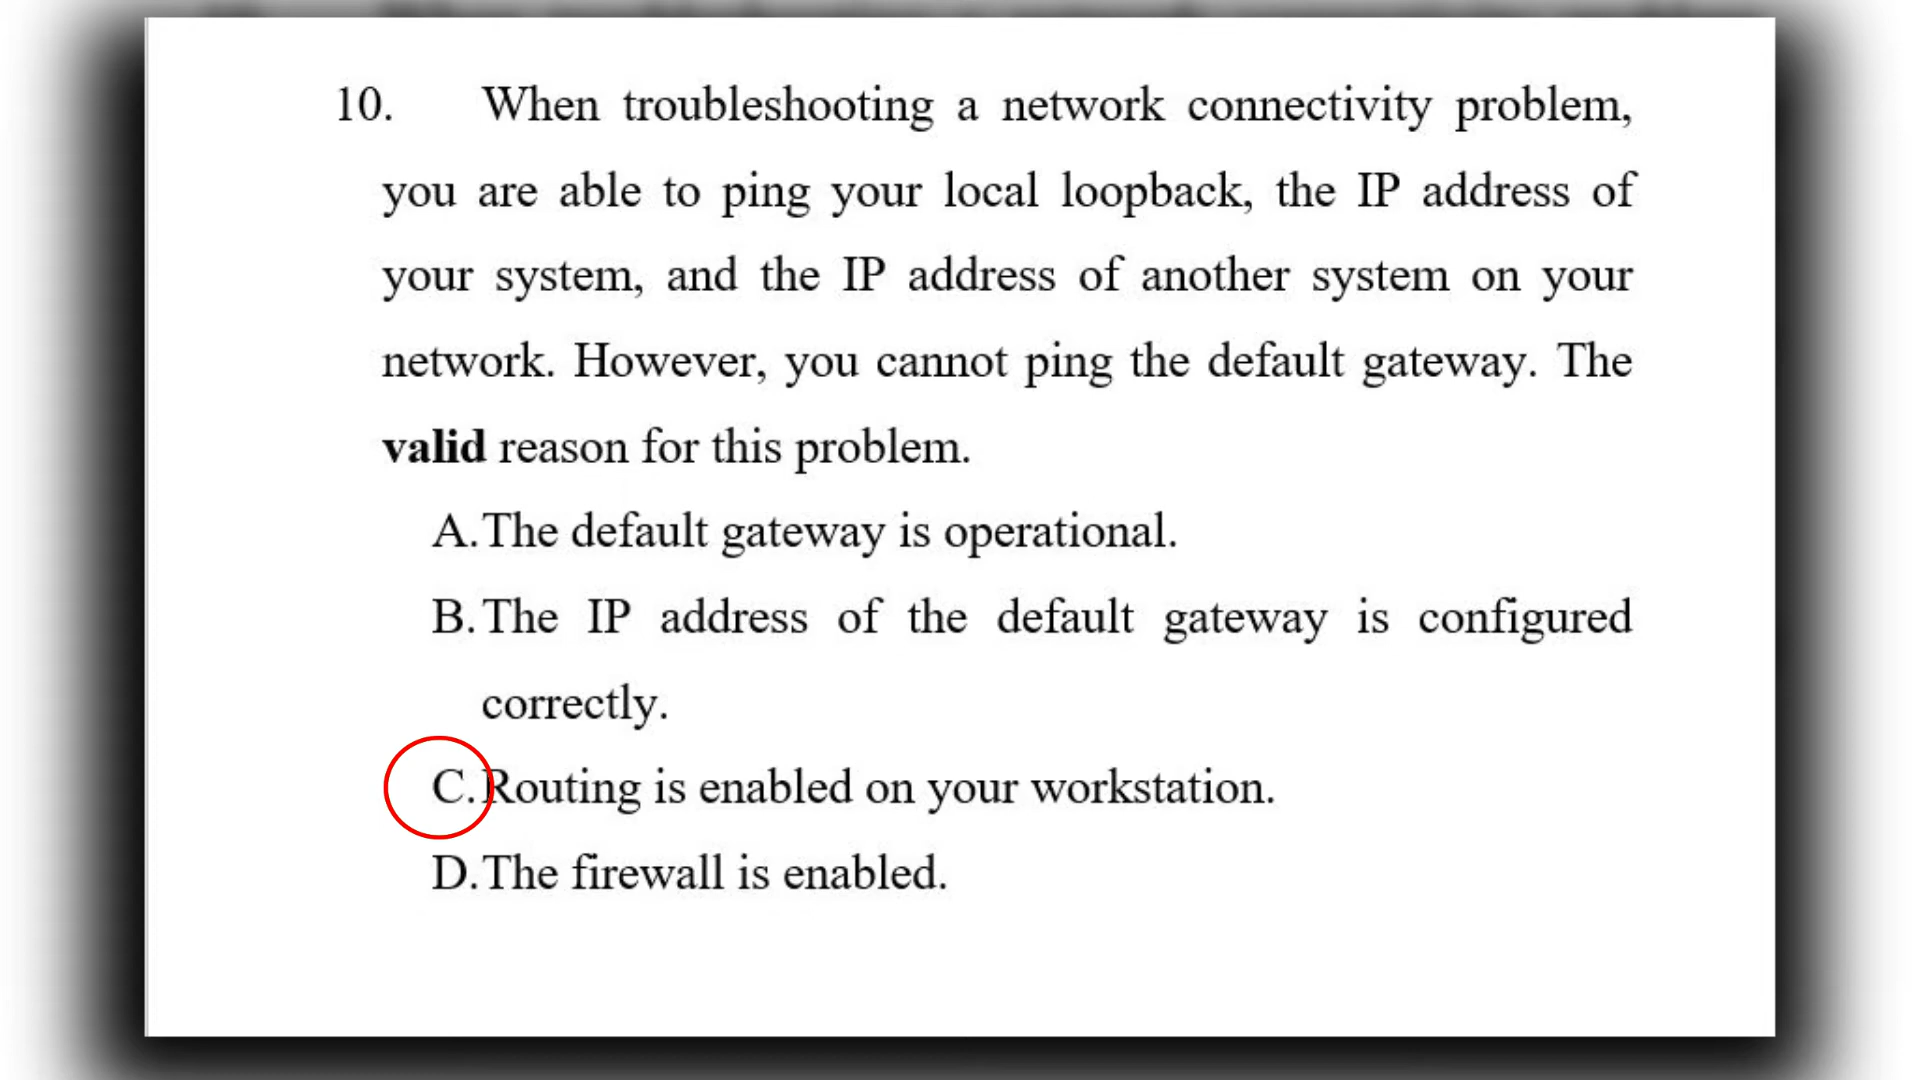 10. When troubleshooting a network connectivity problem,
you are able to ping your local loopback, the IP address of
your system, and the IP address of another system on your
network. However, you cannot ping the default gateway. The
valid reason for this problem.
A. The default gateway is operational.
B. The IP address of the default gateway is configured
correctly.
C. Routing is enabled on your workstation.
D. The firewall is enabled.